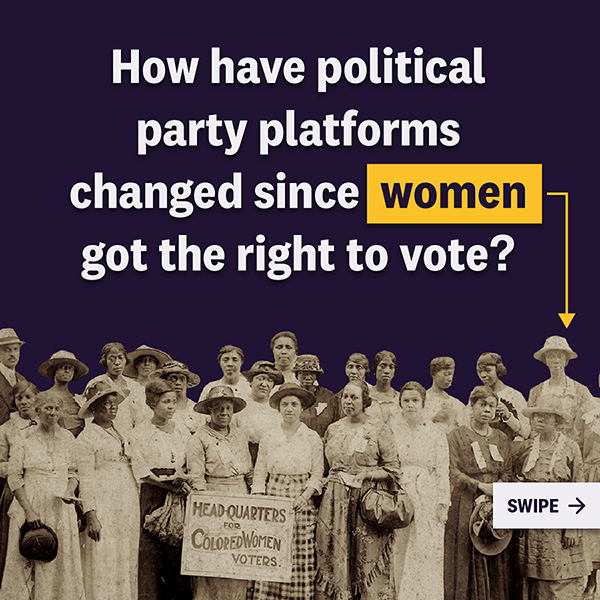 How have political
party platforms
changed since women
got the right to vote?
HEAD-QUARTERS
FOR
COLORED WOMEN
VOTERS.
SWIPE →